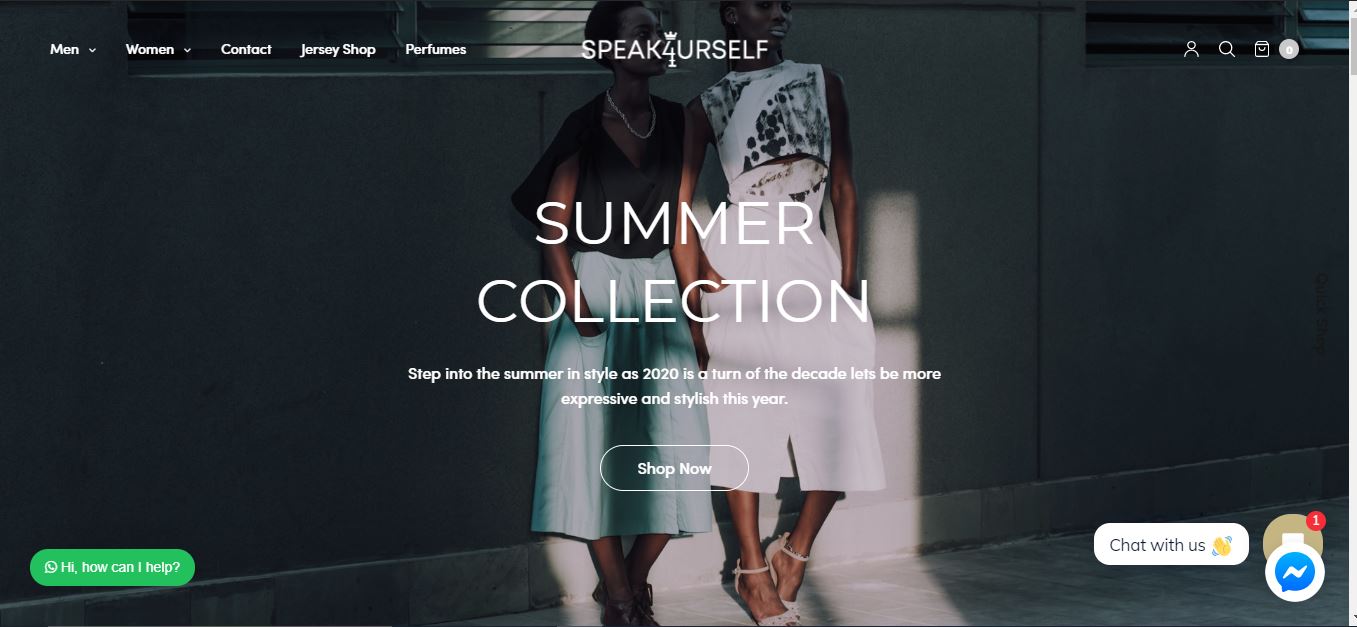 Men
Women
Contact
Jersey Shop
Perfumes
SPEAK4URSELF
0
SUMMER
COLLECTION
Step into the summer in style as 2020 is a turn of the decade lets be more
expressive and stylish this year.
Shop Now
Quick Shop
Hi, how can I help?
Chat with us 👋
1